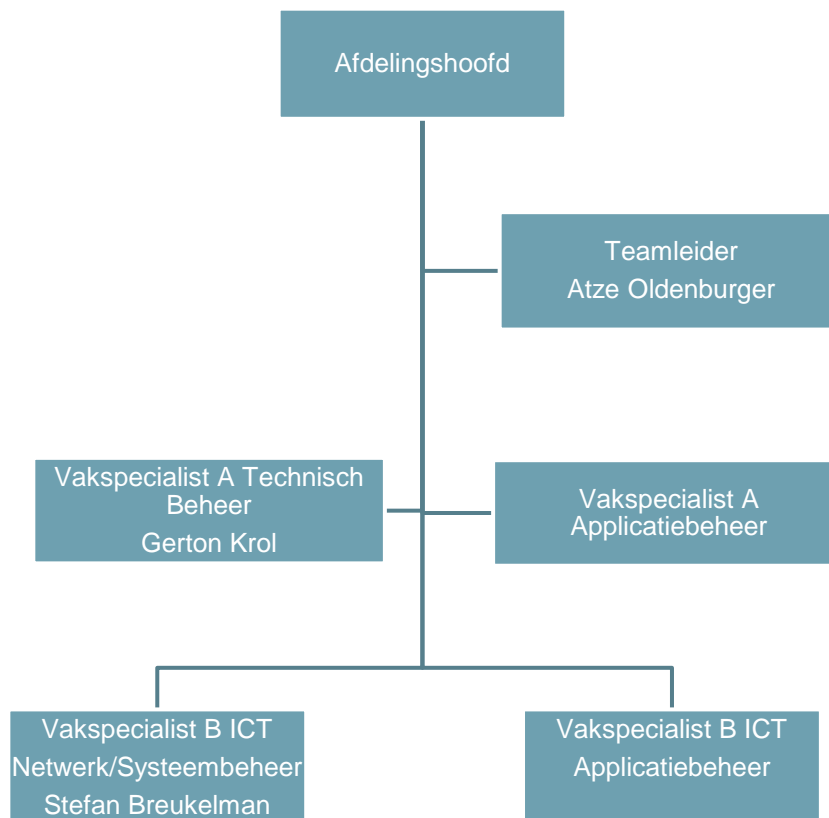 Afdelingshoofd
Teamleider
Atze Oldenburger
Vakspecialist A Technisch
Beheer
Gerton Krol
Vakspecialist A
Applicatiebeheer
Vakspecialist B ICT
Netwerk/Systeembeheer
Stefan Breukelman
Vakspecialist B ICT
Applicatiebeheer